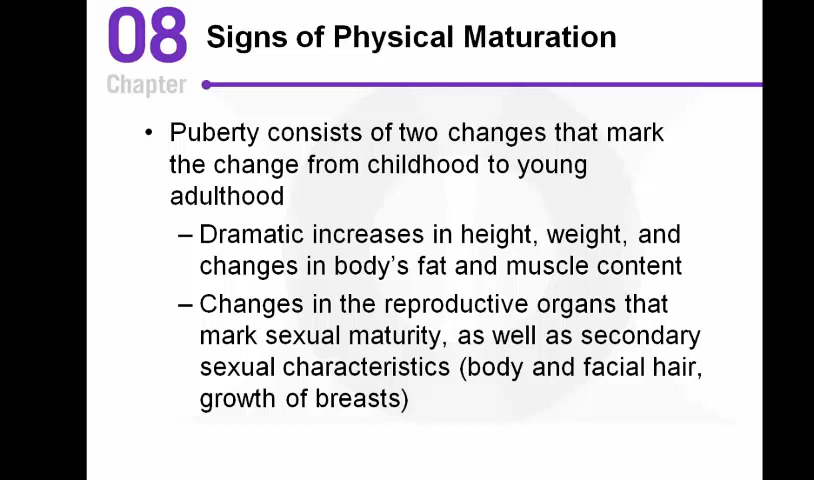 08 Signs of Physical Maturation
Chapter
• Puberty consists of two changes that mark
the change from childhood to young
adulthood
– Dramatic increases in height, weight, and
changes in body's fat and muscle content
– Changes in the reproductive organs that
mark sexual maturity, as well as secondary
sexual characteristics (body and facial hair,
growth of breasts)